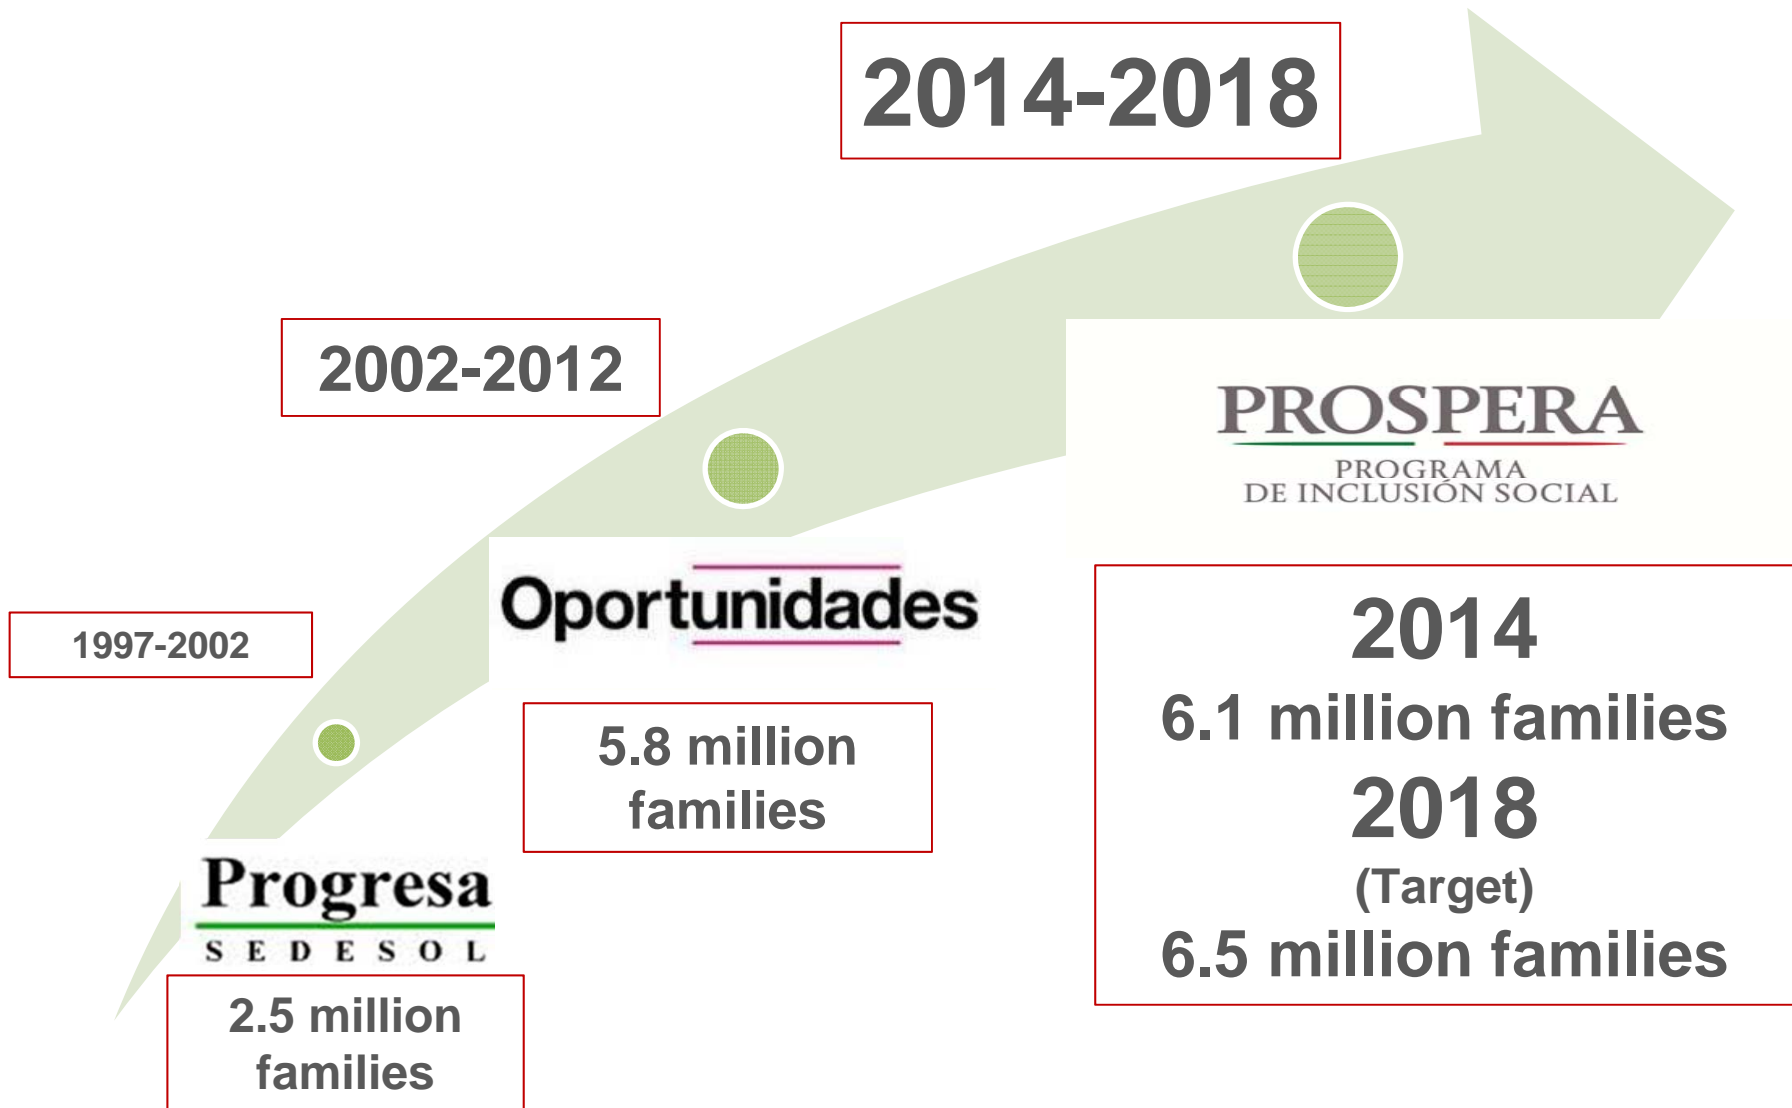 1997-2002
Progresa
SEDESOL
2.5 million
families
2002-2012
Oportunidades
5.8 million
families
2014-2018
PROSPERA
PROGRAMA
DE INCLUSIÓN SOCIAL
2014
6.1 million families
2018
(Target)
6.5 million families